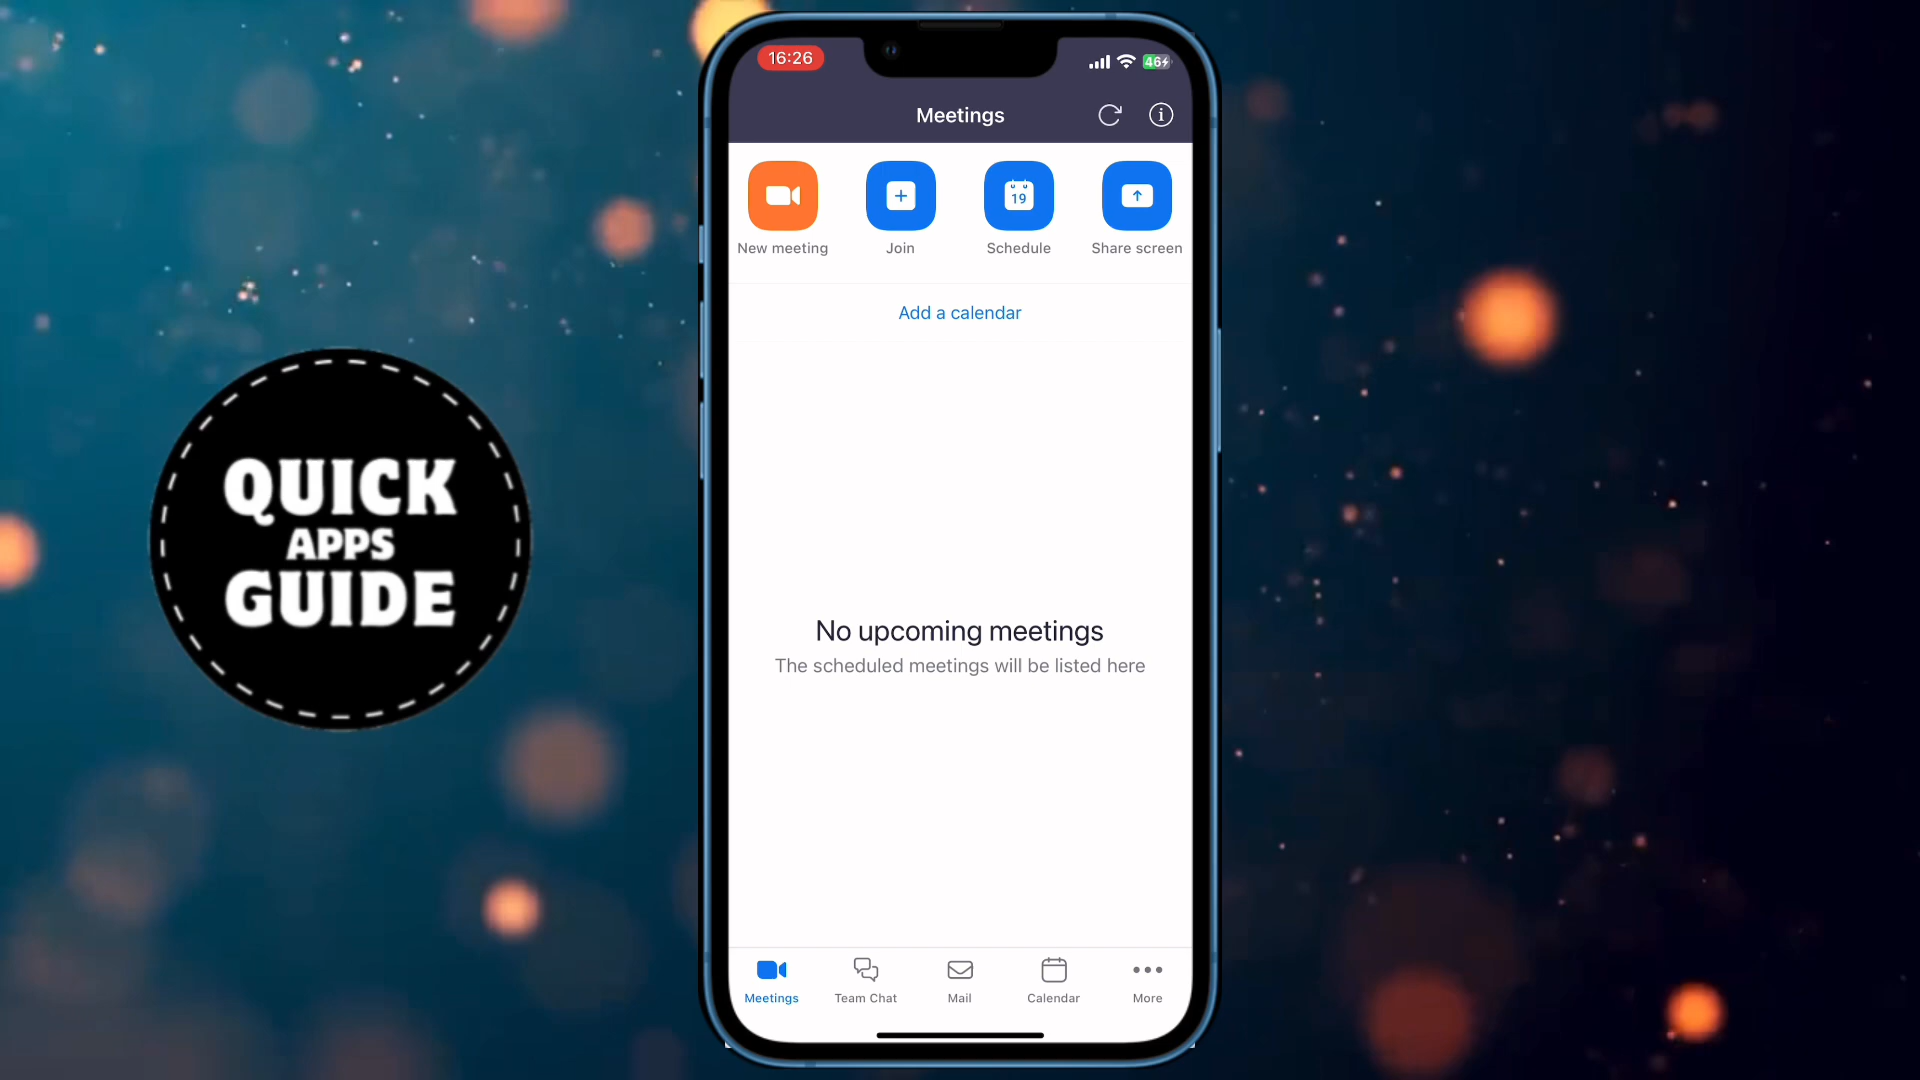 QUICK
APPS
GUIDE
16:26
46
Meetings
19
New meeting
Join
Schedule
Share screen
Add a calendar
No upcoming meetings
The scheduled meetings will be listed here
Meetings
Team Chat
Mail
Calendar
More